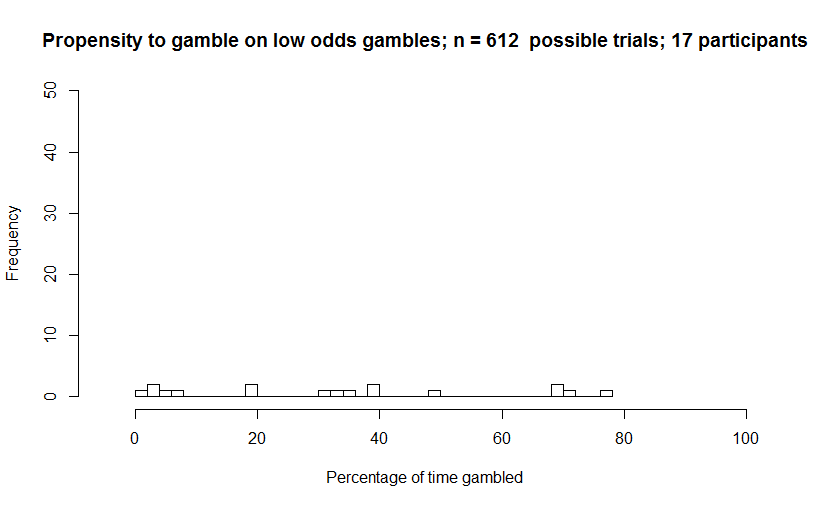 Propensity to gamble on low odds gambles; n = 612  possible trials; 17 participants
50
40
30
20
10
0
Frequency
0 20 40 60 80 100
Percentage of time gambled